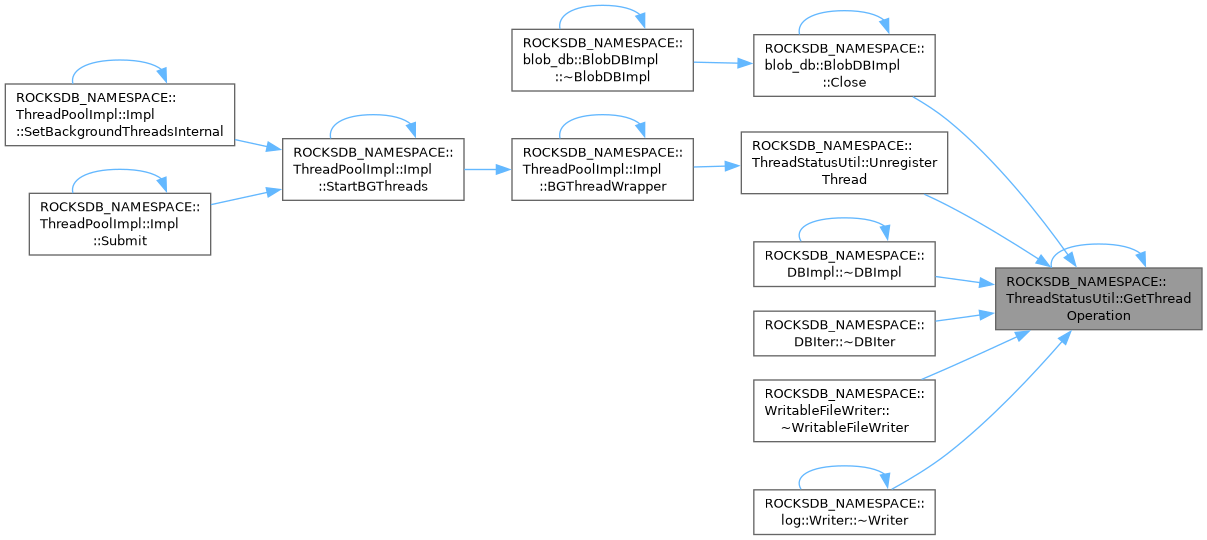 ROCKSDB_NAMESPACE::
blob_db::BlobDBImpl
::~BlobDBImpl
ROCKSDB_NAMESPACE::
blob_db::BlobDBImpl
::Close
ROCKSDB_NAMESPACE::
ThreadPoolImpl::Impl
::SetBackgroundThreadsInternal
ROCKSDB_NAMESPACE::
ThreadPoolImpl::Impl
::StartBGThreads
ROCKSDB_NAMESPACE::
ThreadPoolImpl::Impl
::BGThreadWrapper
ROCKSDB_NAMESPACE::
ThreadStatusUtil::Unregister
Thread
ROCKSDB_NAMESPACE::
ThreadPoolImpl::Impl
::Submit
ROCKSDB_NAMESPACE::
DBImpl::~DBImpl
ROCKSDB_NAMESPACE::
ThreadStatusUtil::GetThread
Operation
ROCKSDB_NAMESPACE::
DBIter::~DBIter
ROCKSDB_NAMESPACE::
WritableFileWriter::
~WritableFileWriter
ROCKSDB_NAMESPACE::
log::Writer::~Writer